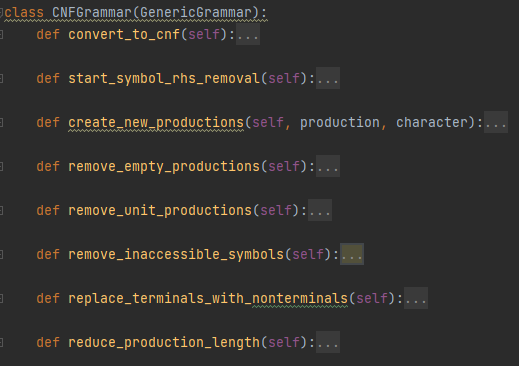 class CNFGrammar(GenericGrammar):
def convert_to_cnf(self):...
def start_symbol_rhs_removal(self):...
def create_new_productions(self, production, character):...
def remove_empty_productions(self):...
def remove_unit_productions(self):...
def remove_inaccessible_symbols(self):...
def replace_terminals_with_nonterminals(self):...
def reduce_production_length(self):...